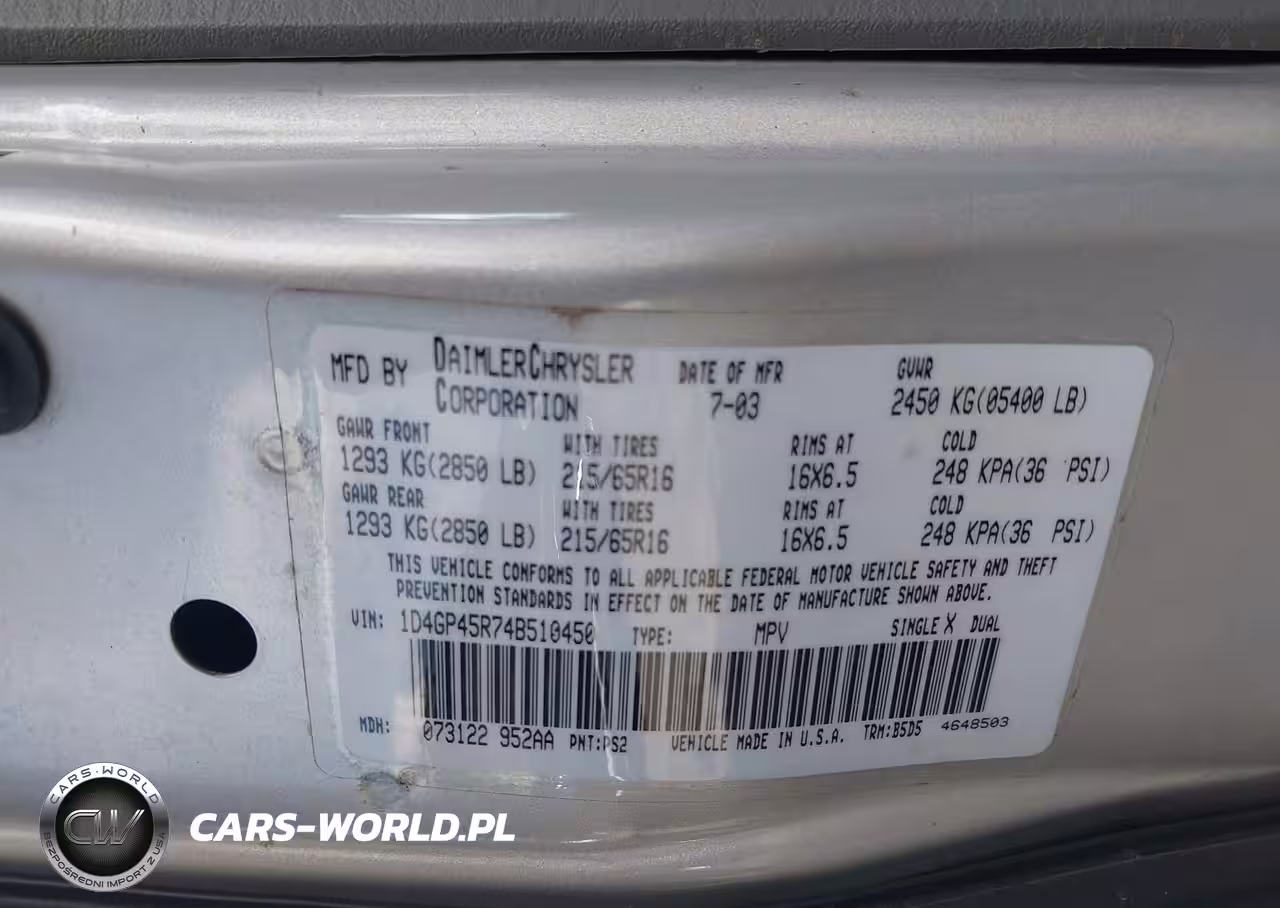 MFD BY DAIMLERCHRYSLER CORPORATION DATE OF MFR 7-03 GVWR 2450 KG(05400 LB)
GAWR FRONT WITH TIRES RIMS AT COLD
1293 KG(2850 LB) 215/65R16 16X6.5 248 KPA(36 PSI)
GAWR REAR WITH TIRES RIMS AT COLD
1293 KG(2850 LB) 215/65R16 16X6.5 248 KPA(36 PSI)
THIS VEHICLE CONFORMS TO ALL APPLICABLE FEDERAL MOTOR VEHICLE SAFETY AND THEFT
PREVENTION STANDARDS IN EFFECT ON THE DATE OF MANUFACTURE SHOWN ABOVE.
VIN: 1D4GP45R74B510450 TYPE: MPV SINGLE X DUAL
MDH: 073122 952AA PNT:PS2 VEHICLE MADE IN U.S.A. TRM:B5D5 4648503
CARS-WORLD
CW
BEZPOŚREDNI IMPORT Z USA
CARS-WORLD.PL